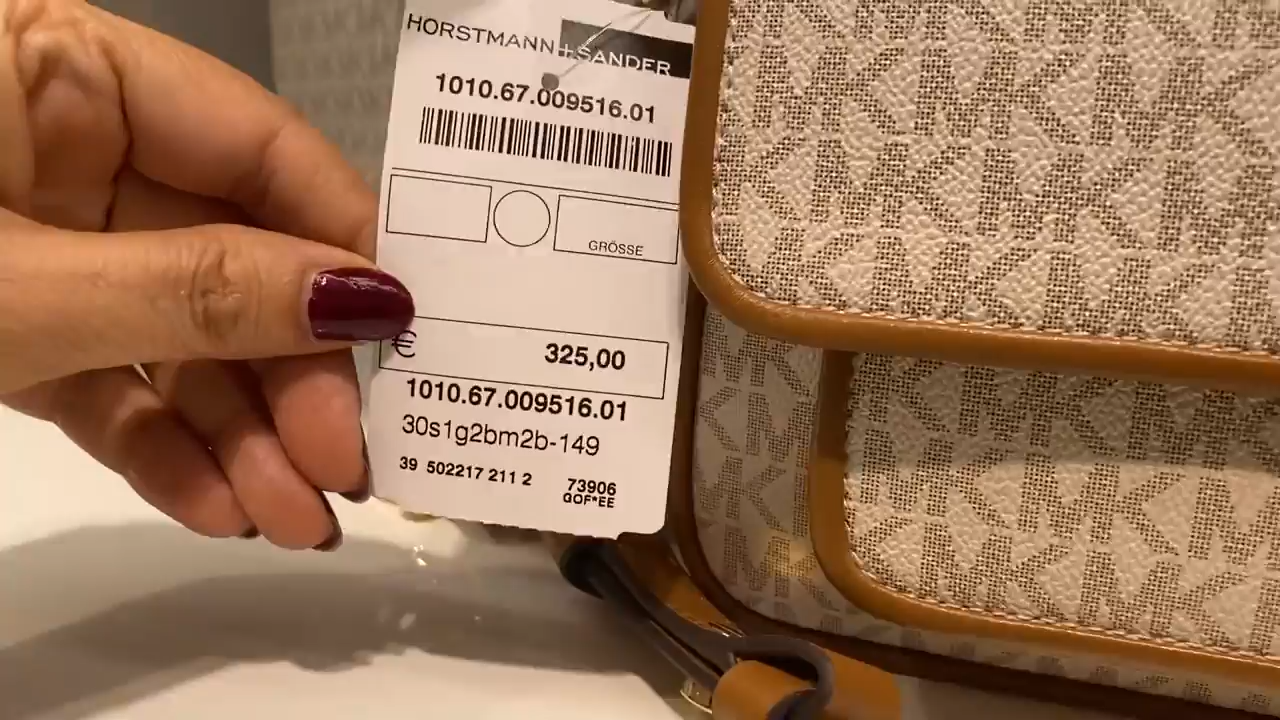 HORSTMANN+SANDER
1010.67.009516.01
GRÖSSE
€ 325,00
1010.67.009516.01
30s1g2bm2b-149
39 502217 211 2 73906
GOF*EE